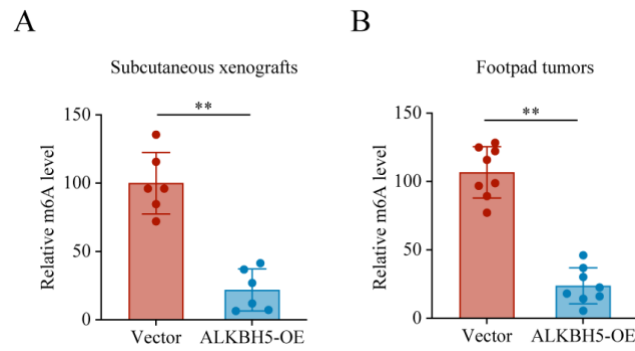 A
Subcutaneous xenografts
**
Relative m6A level
150
100
50
0
Vector
ALKBH5-OE
B
Footpad tumors
**
Relative m6A level
150
100
50
0
Vector
ALKBH5-OE